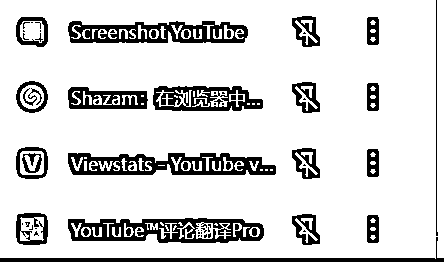 Screenshot YouTube
Shazam：在浏览器中...
Viewstats - YouTube v...
YouTube™评论翻译Pro